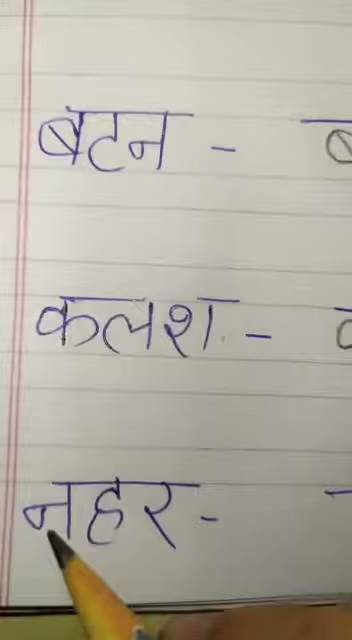 बटन - ब
कलश -
नहर -